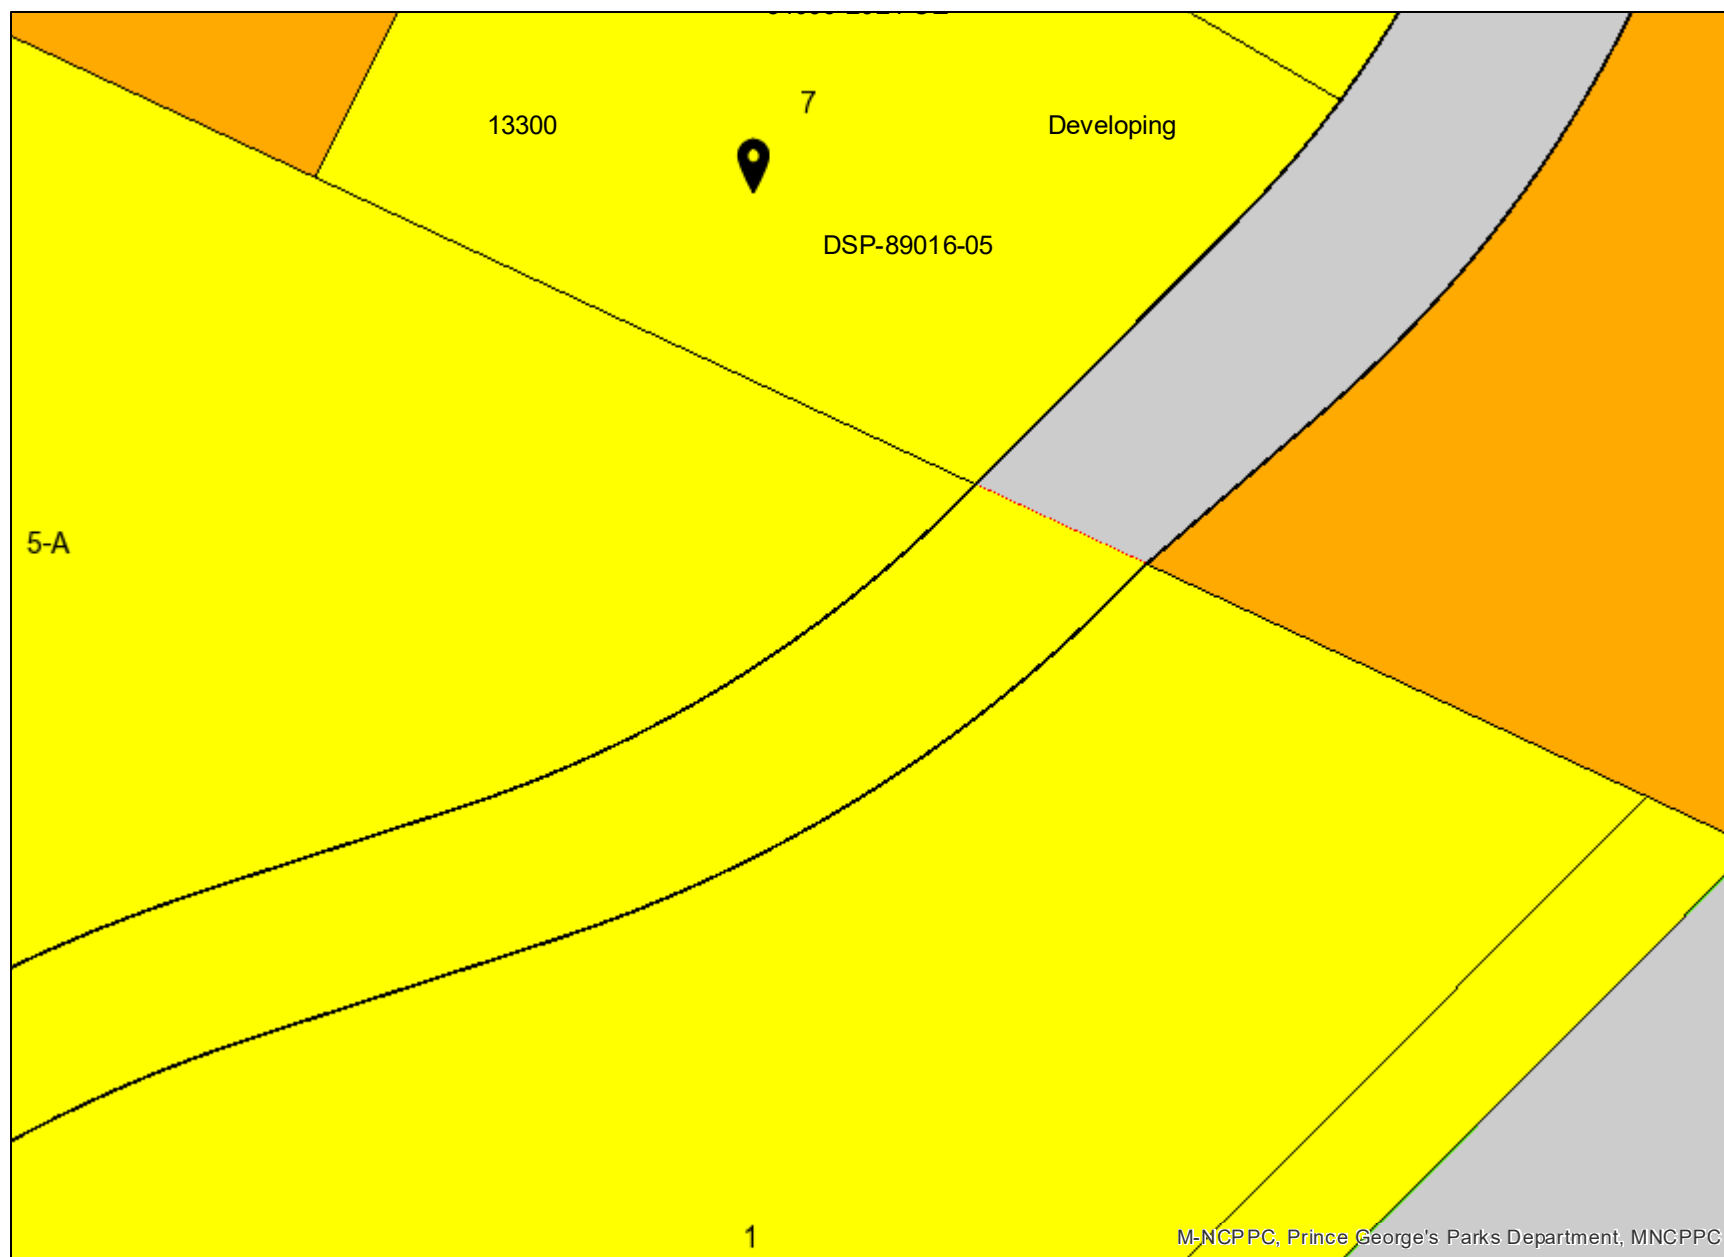 7
13300
Developing
DSP-89016-05
5-A
1
M-NCPPC, Prince George's Parks Department, MNCPPC